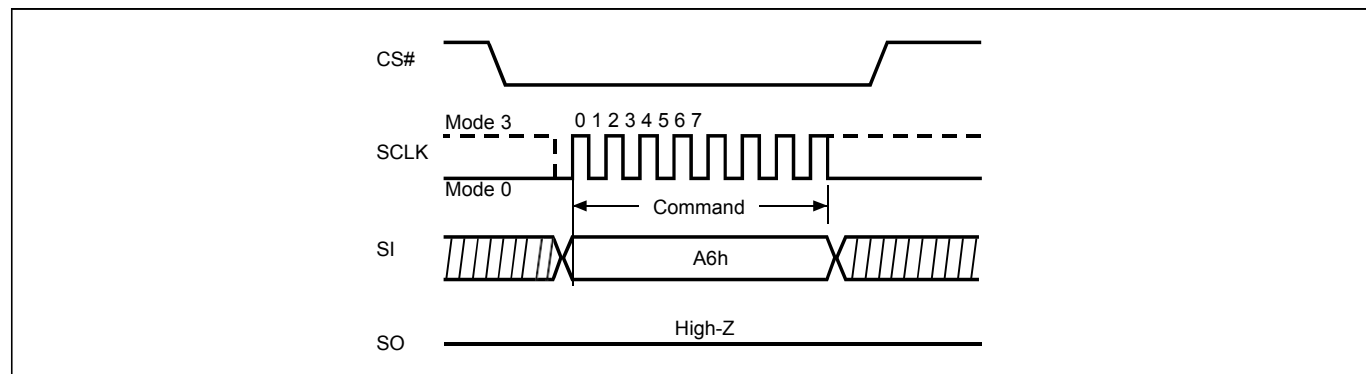 CS#
Mode 3
0 1 2 3 4 5 6 7
SCLK
Mode 0
Command
SI
A6h
High-Z
SO